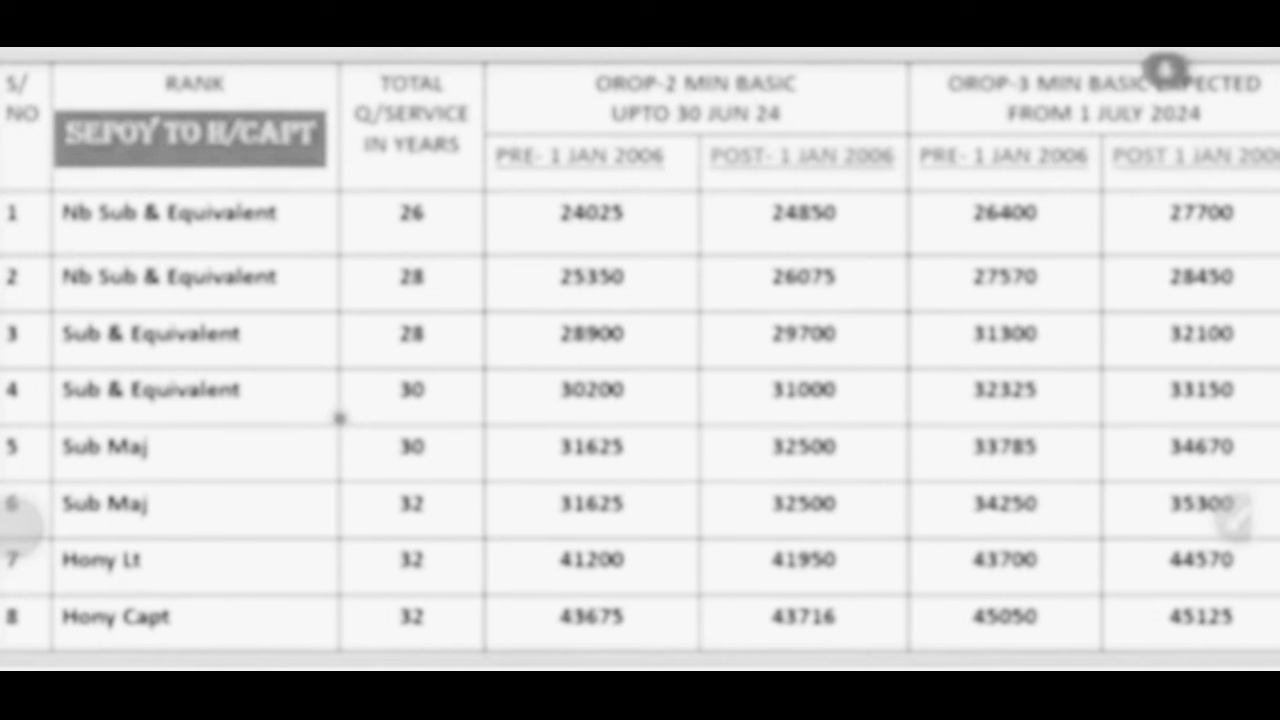 S/ NO RANK TOTAL Q/SERVICE IN YEARS OROP-2 MIN BASIC UPTO 30 JUN 24 OROP-3 MIN BASIC EXPECTED FROM 1 JULY 2024
SEPOY TO H/CAPT
PRE- 1 JAN 2006 POST- 1 JAN 2006 PRE- 1 JAN 2006 POST 1 JAN 2006
1 Nb Sub & Equivalent 26 24025 24850 26400 27700
2 Nb Sub & Equivalent 28 25350 26075 27570 28450
3 Sub & Equivalent 28 28900 29700 31300 32100
4 Sub & Equivalent 30 30200 31000 32325 33150
5 Sub Maj 30 31625 32500 33785 34670
6 Sub Maj 32 31625 32500 34250 35300
7 Hony Lt 32 41200 41950 43700 44570
8 Hony Capt 32 43675 43716 45050 45125